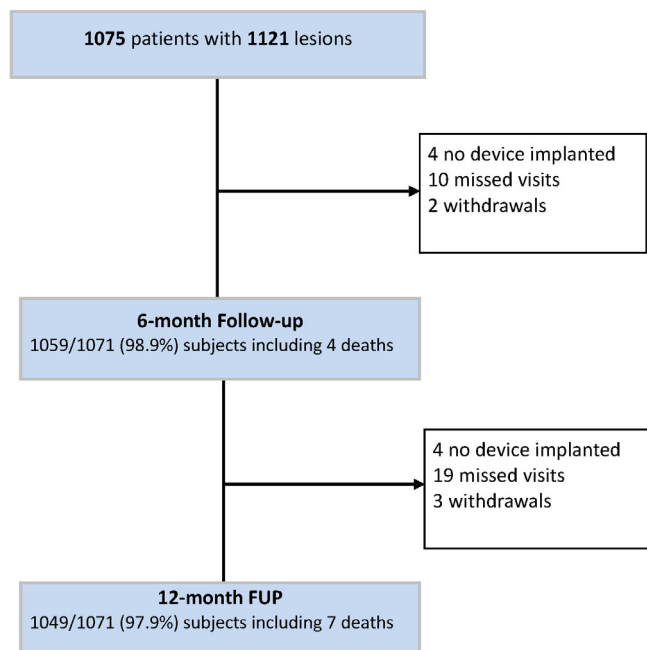 1075 patients with 1121 lesions
4 no device implanted
10 missed visits
2 withdrawals
6-month Follow-up
1059/1071 (98.9%) subjects including 4 deaths
4 no device implanted
19 missed visits
3 withdrawals
12-month FUP
1049/1071 (97.9%) subjects including 7 deaths